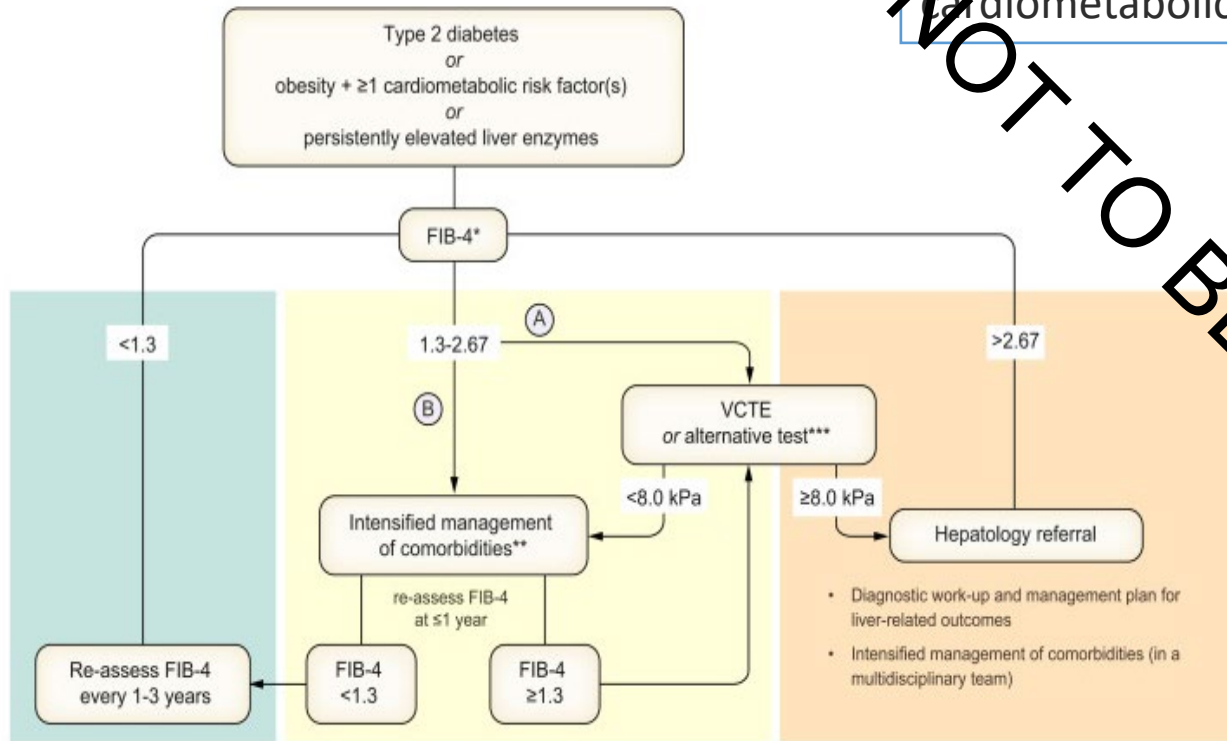 cardiometabolic
NOT TO BE
Type 2 diabetes
or
obesity + ≥1 cardiometabolic risk factor(s)
or
persistently elevated liver enzymes
FIB-4*
<1.3
1.3-2.67
A
>2.67
B
VCTE
or alternative test***
<8.0 kPa
≥8.0 kPa
Intensified management
of comorbidities**
Hepatology referral
re-assess FIB-4
at ≤1 year
• Diagnostic work-up and management plan for
liver-related outcomes
• Intensified management of comorbidities (in a
multidisciplinary team)
Re-assess FIB-4
every 1-3 years
FIB-4
<1.3
FIB-4
≥1.3